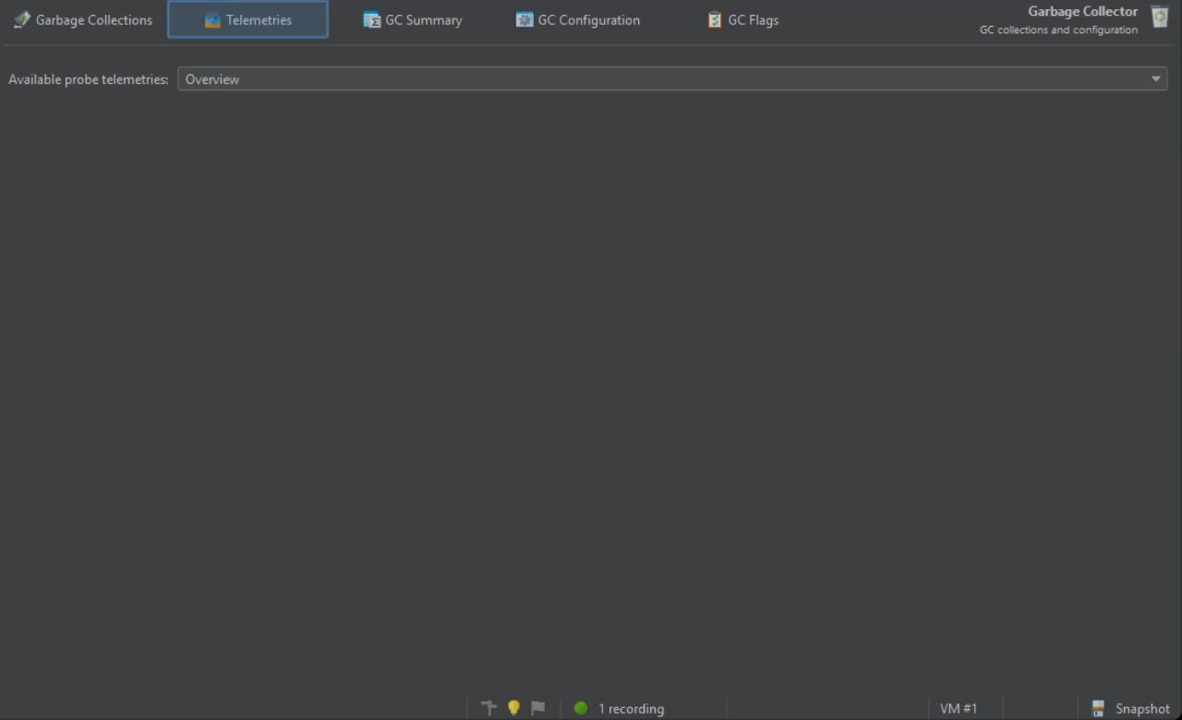 Garbage Collections
Telemetries
GC Summary
GC Configuration
GC Flags
Garbage Collector
GC collections and configuration
Available probe telemetries:
Overview
1 recording
VM #1
Snapshot